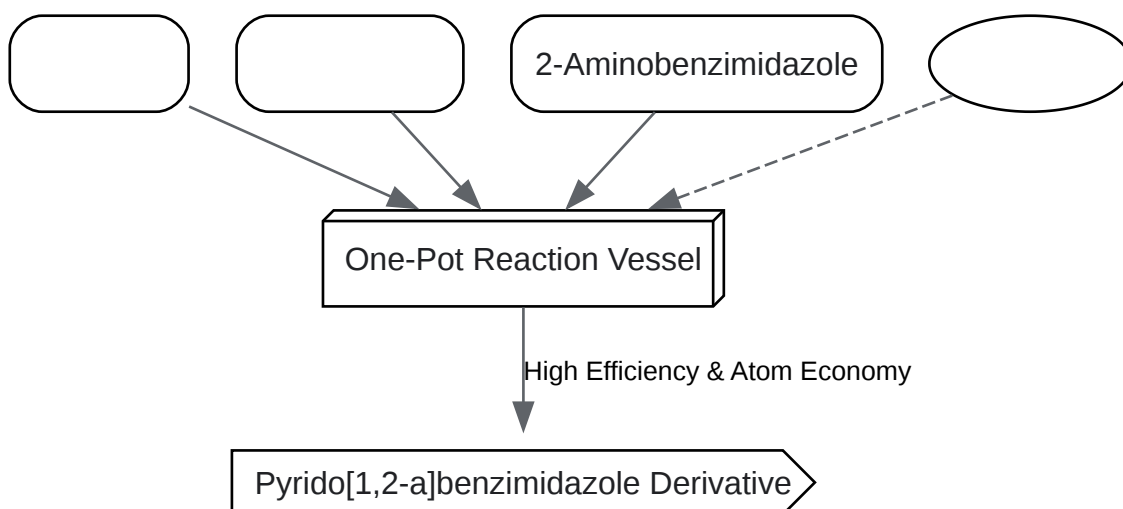 2-Aminobenzimidazole
One-Pot Reaction Vessel
High Efficiency & Atom Economy
Pyrido[1,2-a]benzimidazole Derivative